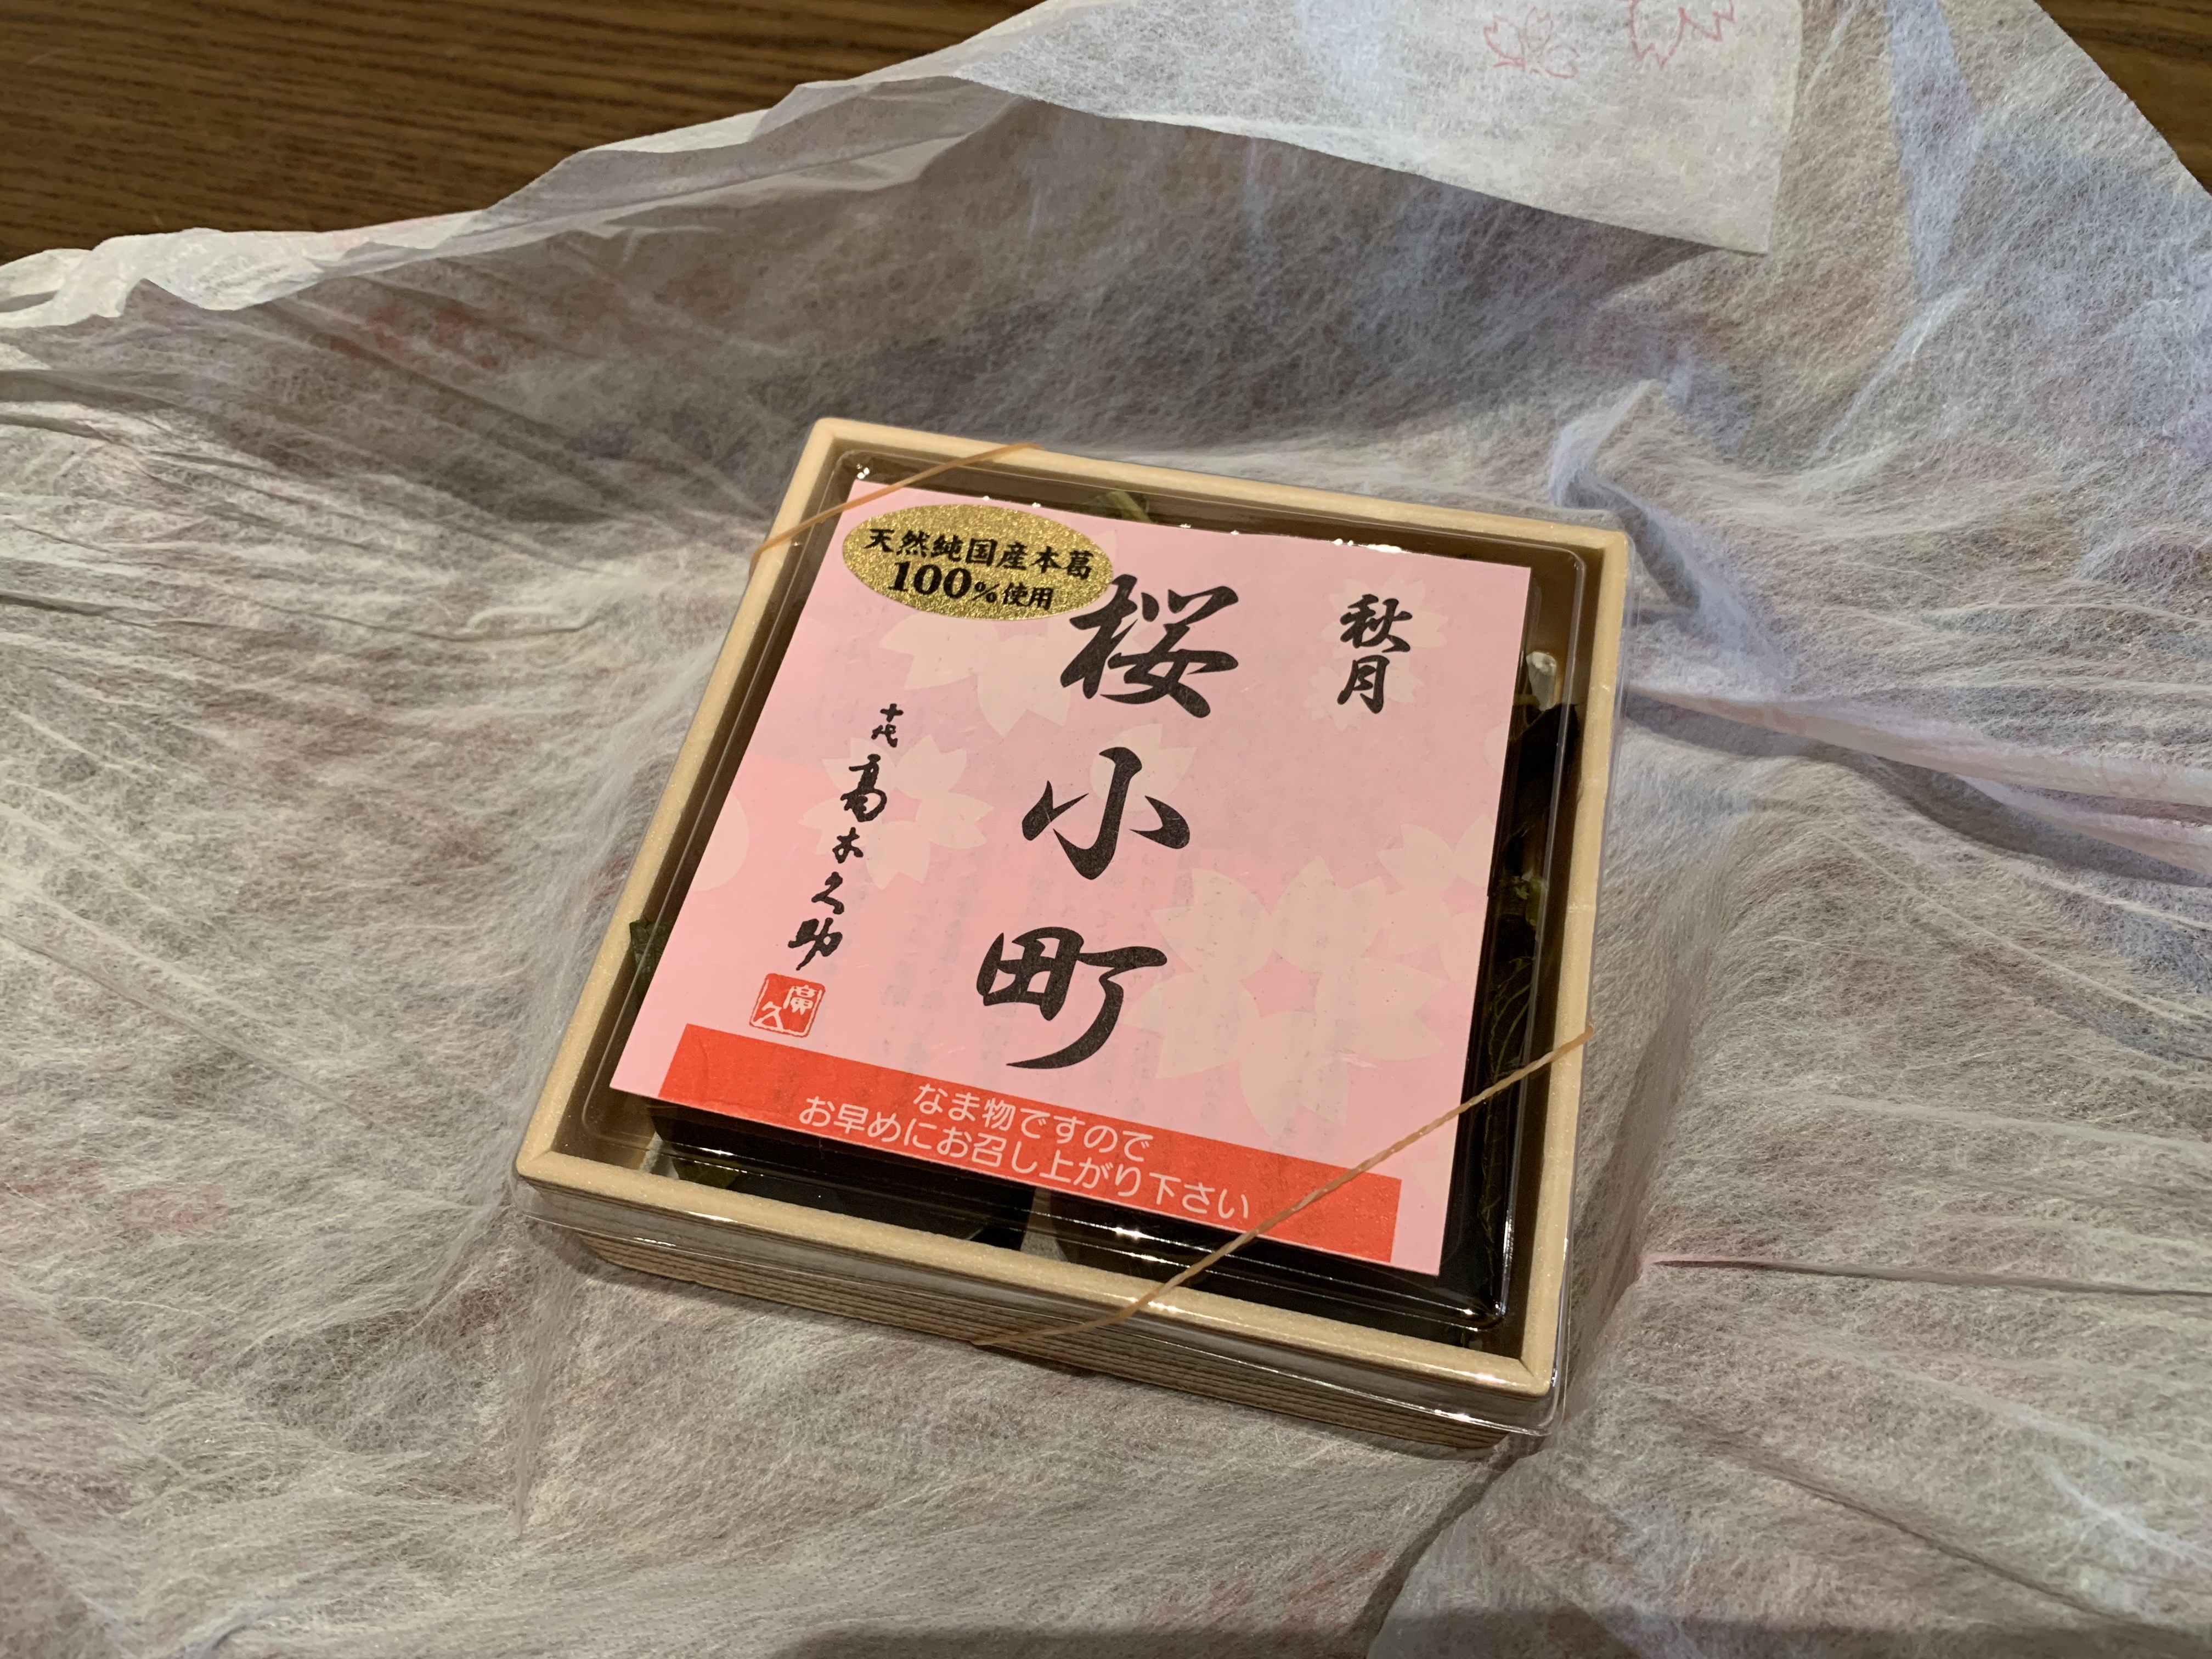 秋月
桜小町
天然純国産本葛
100%使用
十代
高木久助
廣久
なま物ですので
お早めにお召し上がり下さい